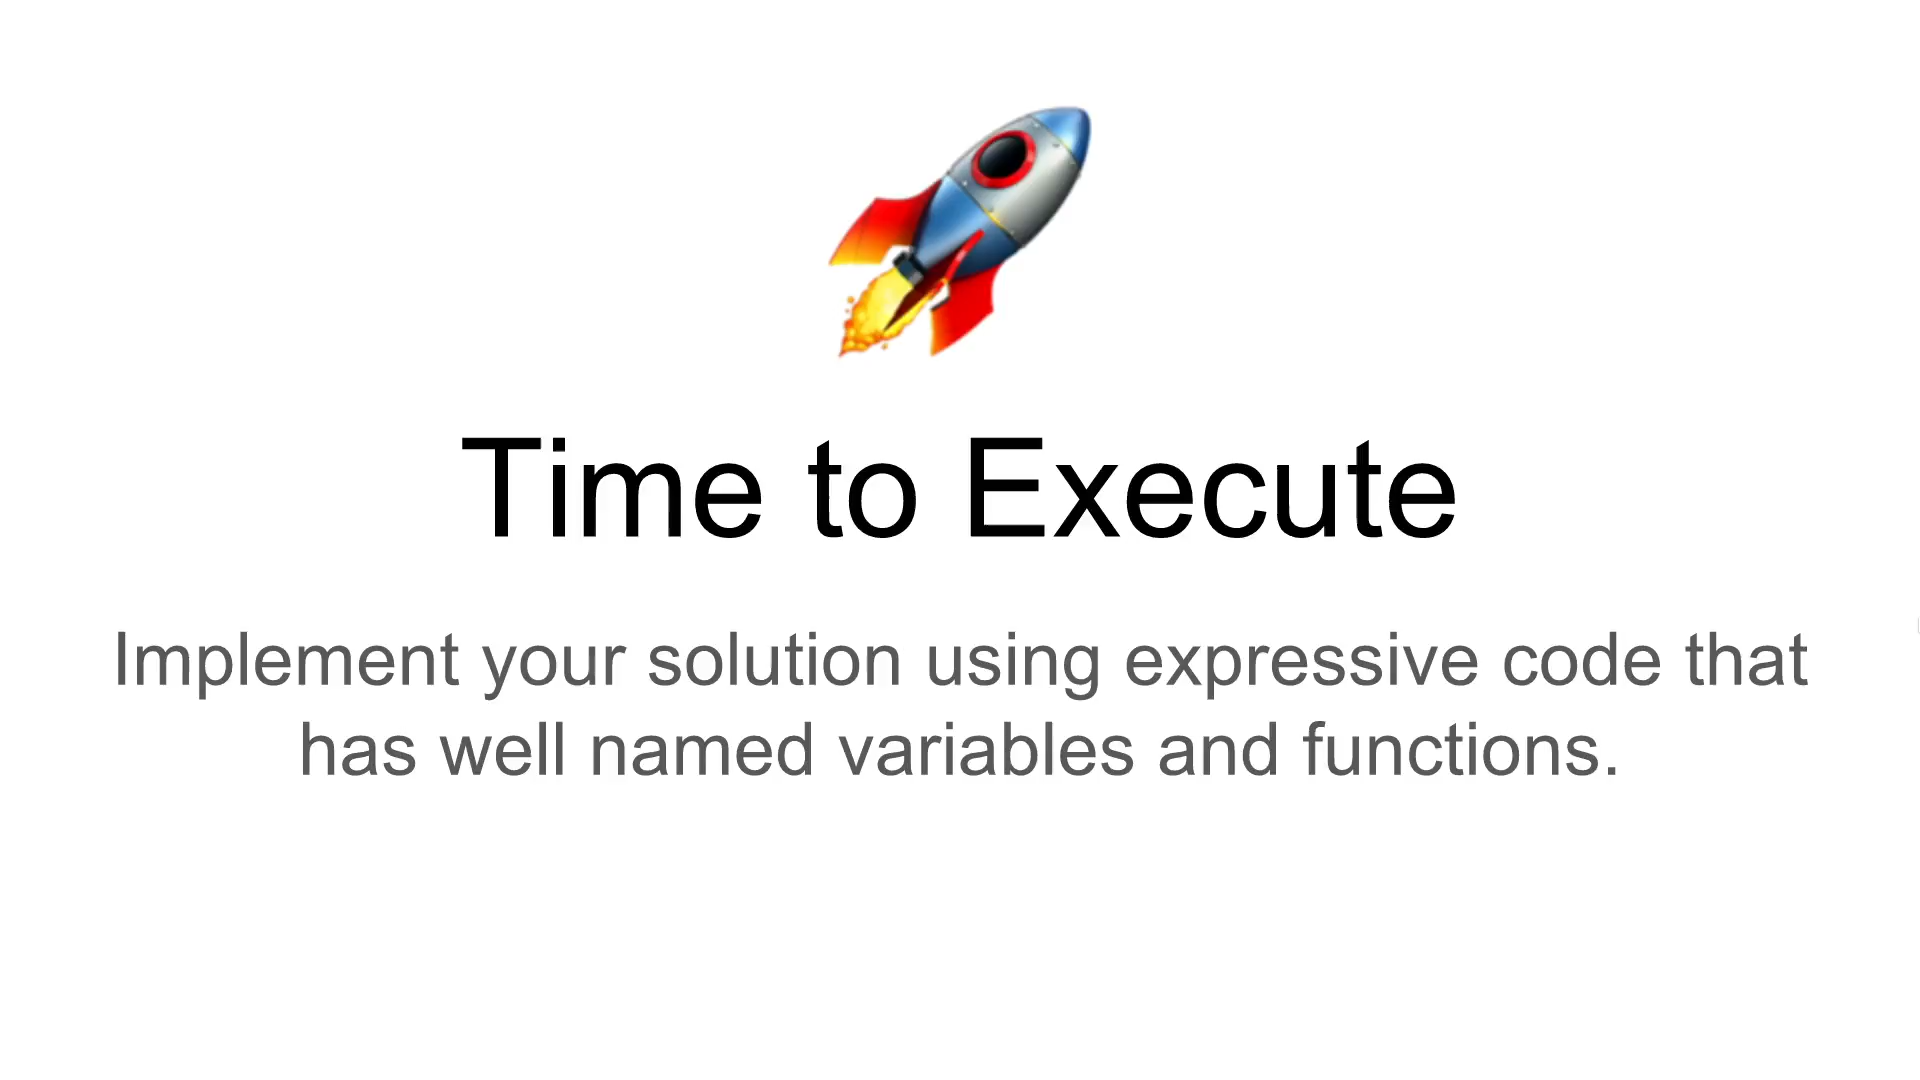 Time to Execute
Implement your solution using expressive code that
has well named variables and functions.